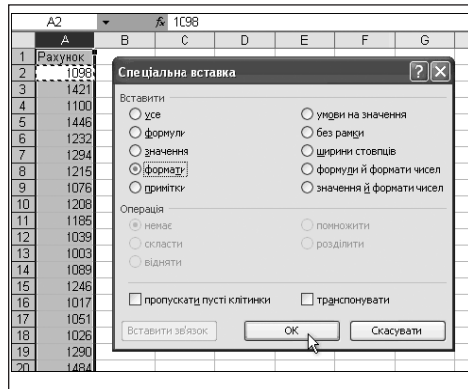 A2 fx 1098
A B C D E F G
1 Рахунок
2 1098
3 1421
4 1100
5 1446
6 1232
7 1294
8 1215
9 1076
10 1208
11 1185
12 1039
13 1003
14 1089
15 1246
16 1017
17 1051
18 1026
19 1290
20 1484
Спеціальна вставка
Вставити
усе умови на значення
формули без рамки
значення ширини стовпців
формати формули й формати чисел
примітки значення й формати чисел
Операція
немає помножити
скласти розділити
відняти
пропускати пусті клітинки транспонувати
Вставити зв'язок ОК Скасувати